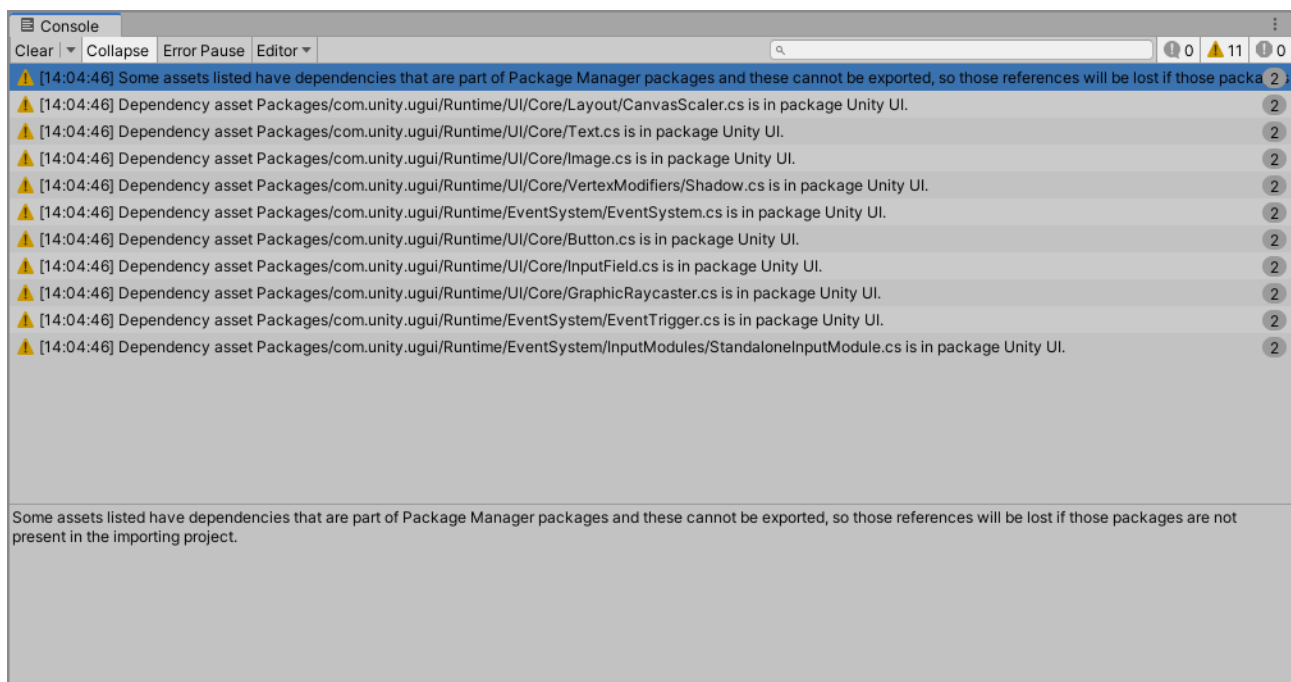 Console
Clear Collapse Error Pause Editor 0 11 0
[14:04:46] Some assets listed have dependencies that are part of Package Manager packages and these cannot be exported, so those references will be lost if those packa 2
[14:04:46] Dependency asset Packages/com.unity.ugui/Runtime/UI/Core/Layout/CanvasScaler.cs is in package Unity UI. 2
[14:04:46] Dependency asset Packages/com.unity.ugui/Runtime/UI/Core/Text.cs is in package Unity UI. 2
[14:04:46] Dependency asset Packages/com.unity.ugui/Runtime/UI/Core/Image.cs is in package Unity UI. 2
[14:04:46] Dependency asset Packages/com.unity.ugui/Runtime/UI/Core/VertexModifiers/Shadow.cs is in package Unity UI. 2
[14:04:46] Dependency asset Packages/com.unity.ugui/Runtime/EventSystem/EventSystem.cs is in package Unity UI. 2
[14:04:46] Dependency asset Packages/com.unity.ugui/Runtime/UI/Core/Button.cs is in package Unity UI. 2
[14:04:46] Dependency asset Packages/com.unity.ugui/Runtime/UI/Core/InputField.cs is in package Unity UI. 2
[14:04:46] Dependency asset Packages/com.unity.ugui/Runtime/UI/Core/GraphicRaycaster.cs is in package Unity UI. 2
[14:04:46] Dependency asset Packages/com.unity.ugui/Runtime/EventSystem/EventTrigger.cs is in package Unity UI. 2
[14:04:46] Dependency asset Packages/com.unity.ugui/Runtime/EventSystem/InputModules/StandaloneInputModule.cs is in package Unity UI. 2
Some assets listed have dependencies that are part of Package Manager packages and these cannot be exported, so those references will be lost if those packages are not
present in the importing project.